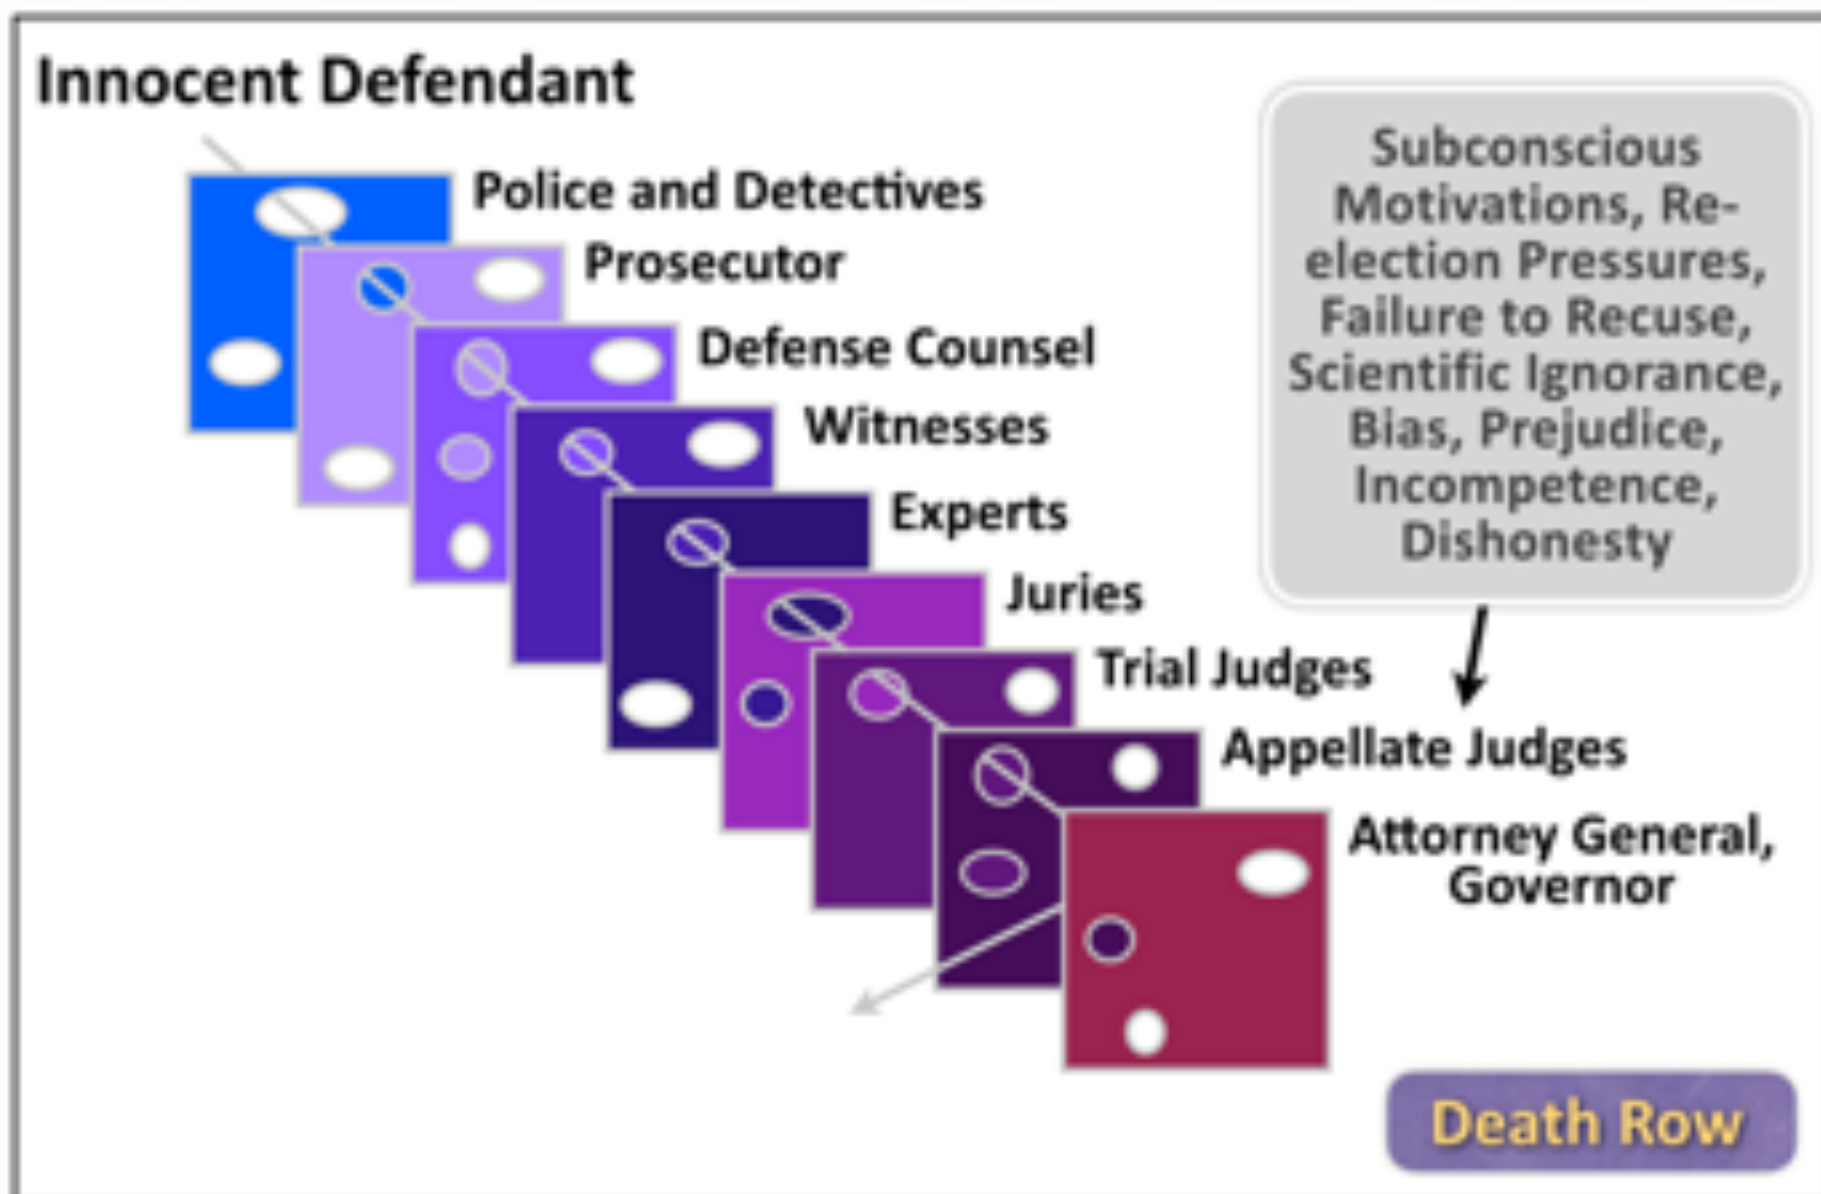 Innocent Defendant
Police and Detectives
Prosecutor
Defense Counsel
Witnesses
Experts
Juries
Trial Judges
Appellate Judges
Attorney General,
Governor
Subconscious
Motivations, Re-
election Pressures,
Failure to Recuse,
Scientific Ignorance,
Bias, Prejudice,
Incompetence,
Dishonesty
Death Row